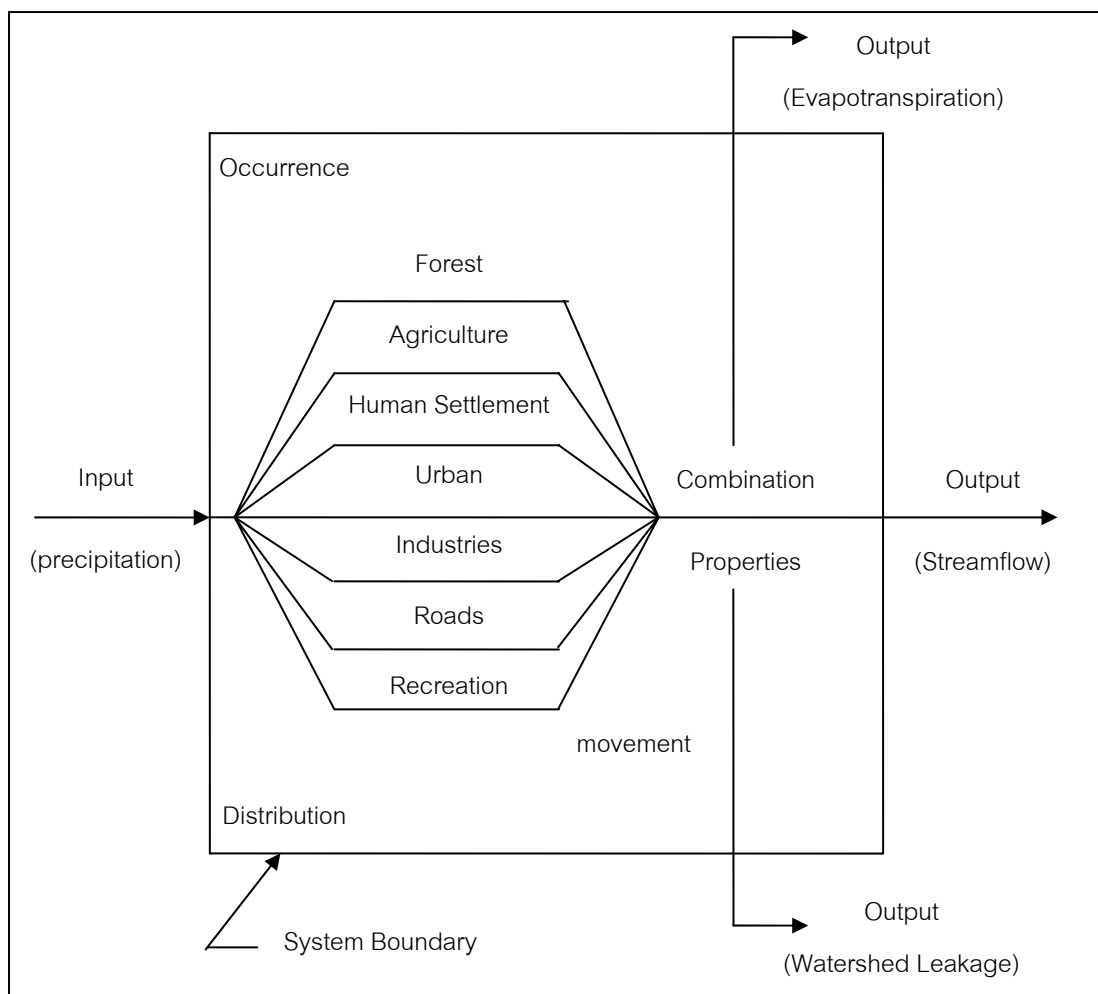 Output
(Evapotranspiration)
Occurrence
Forest
Agriculture
Human Settlement
Urban
Input
(precipitation)
Combination
Properties
Output
(Streamflow)
Industries
Roads
Recreation
movement
Distribution
System Boundary
Output
(Watershed Leakage)